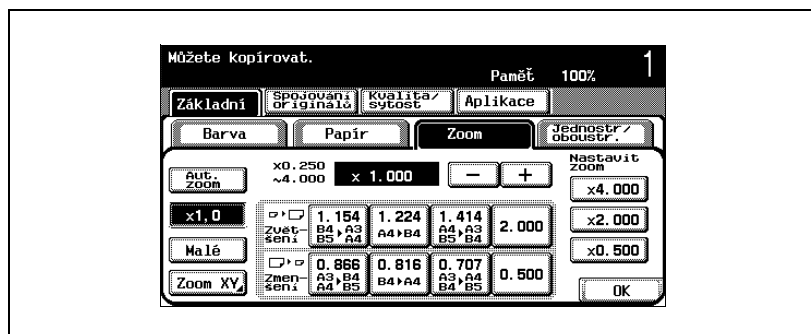 Můžete kopírovat.
Paměť 100% 1
Základní Spojování originálů Kvalita/sytost Aplikace
Barva Papír Zoom Jednostr/oboustr.
Aut. zoom
x0.250 ~4.000
x 1.000
− +
Nastavit zoom
x4.000
x1,0
Zvět-šení
1.154 B4▸A3 B5▸A4
1.224 A4▸B4
1.414 A4▸A3 B5▸B4
2.000
x2.000
Malé
x0.500
Zoom XY
Zmen-šení
0.866 A3▸B4 A4▸B5
0.816 B4▸A4
0.707 A3▸A4 B4▸B5
0.500
OK